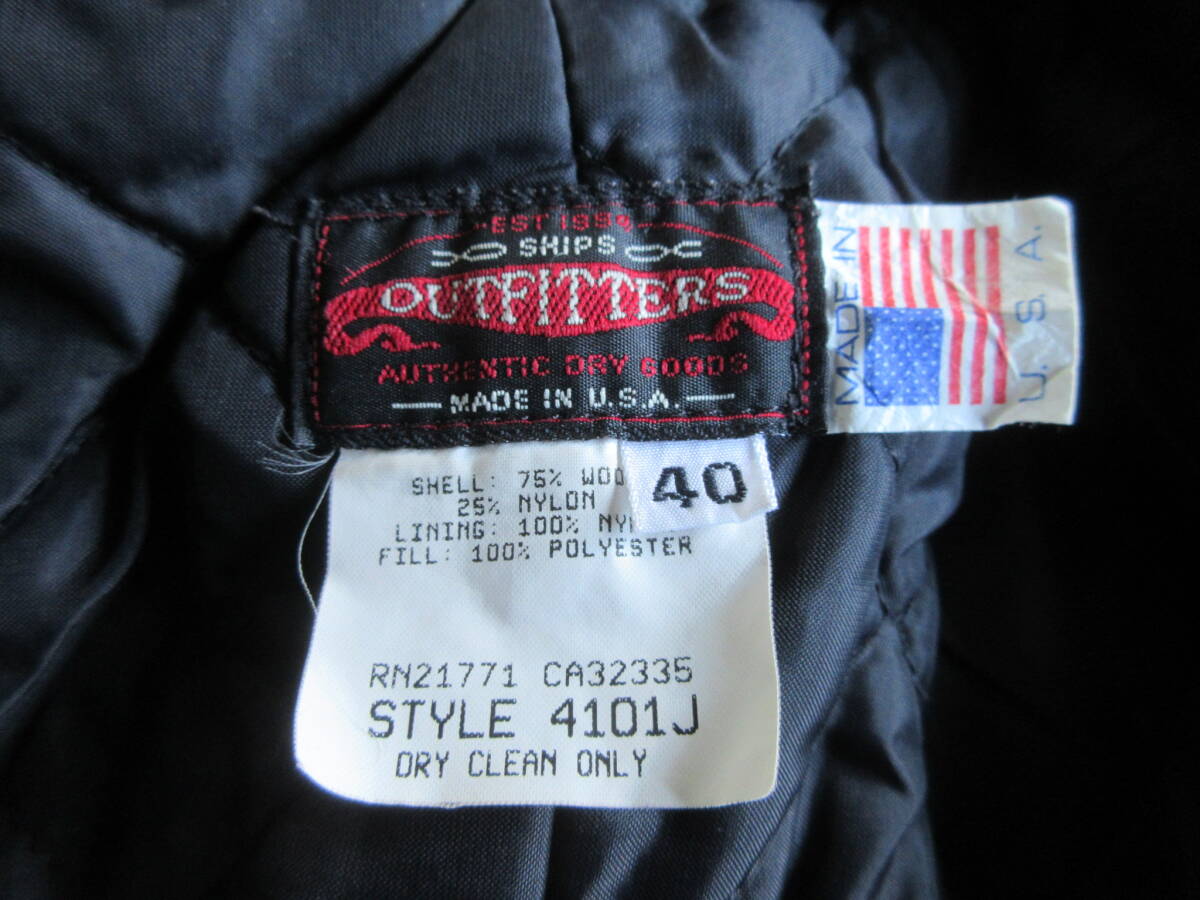 EST
SHIPS
OUTFITTERS
AUTHENTIC DRY GOODS
MADE IN U.S.A.
MADE IN
U.S.A.
40
SHELL: 75% WOO
25% NYLON
LINING: 100% NY
FILL: 100% POLYESTER
RN21771 CA32335
STYLE 4101J
DRY CLEAN ONLY